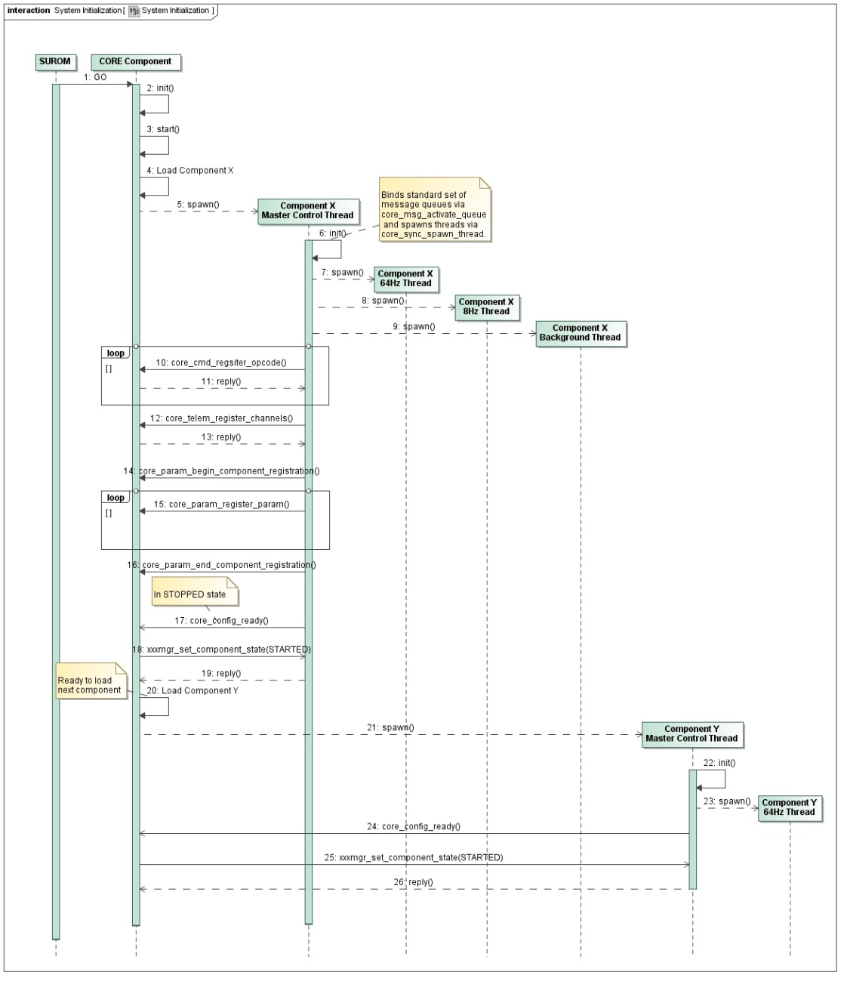 interaction System Initialization [ System Initialization ]
SUROM
CORE Component
1: GO
2: init()
3: start()
4: Load Component X
5: spawn()
Component X
Master Control Thread
Binds standard set of
message queues via
core_msg_activate_queue
and spawns threads via
core_sync_spawn_thread.
6: init()
7: spawn()
Component X
64Hz Thread
8: spawn()
Component X
8Hz Thread
9: spawn()
Component X
Background Thread
loop
[ ]
10: core_cmd_regsiter_opcode()
11: reply()
12: core_telem_register_channels()
13: reply()
14: core_param_begin_component_registration()
loop
[ ]
15: core_param_register_param()
16: core_param_end_component_registration()
In STOPPED state
17: core_config_ready()
18: xxxmgr_set_component_state(STARTED)
19: reply()
Ready to load
next component
20: Load Component Y
21: spawn()
Component Y
Master Control Thread
22: init()
23: spawn()
Component Y
64Hz Thread
24: core_config_ready()
25: xxxmgr_set_component_state(STARTED)
26: reply()